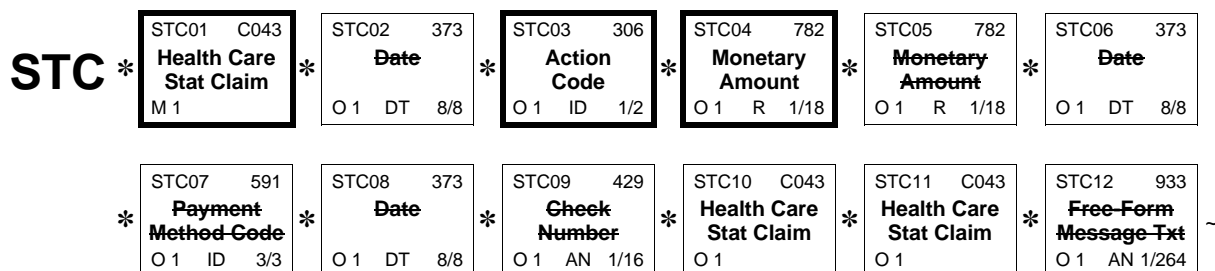 STC * STC01 C043 Health Care Stat Claim M 1 * STC02 373 Date O 1 DT 8/8 * STC03 306 Action Code O 1 ID 1/2 * STC04 782 Monetary Amount O 1 R 1/18 * STC05 782 Monetary Amount O 1 R 1/18 * STC06 373 Date O 1 DT 8/8
* STC07 591 Payment Method Code O 1 ID 3/3 * STC08 373 Date O 1 DT 8/8 * STC09 429 Check Number O 1 AN 1/16 * STC10 C043 Health Care Stat Claim O 1 * STC11 C043 Health Care Stat Claim O 1 * STC12 933 Free-Form Message Txt O 1 AN 1/264 ~